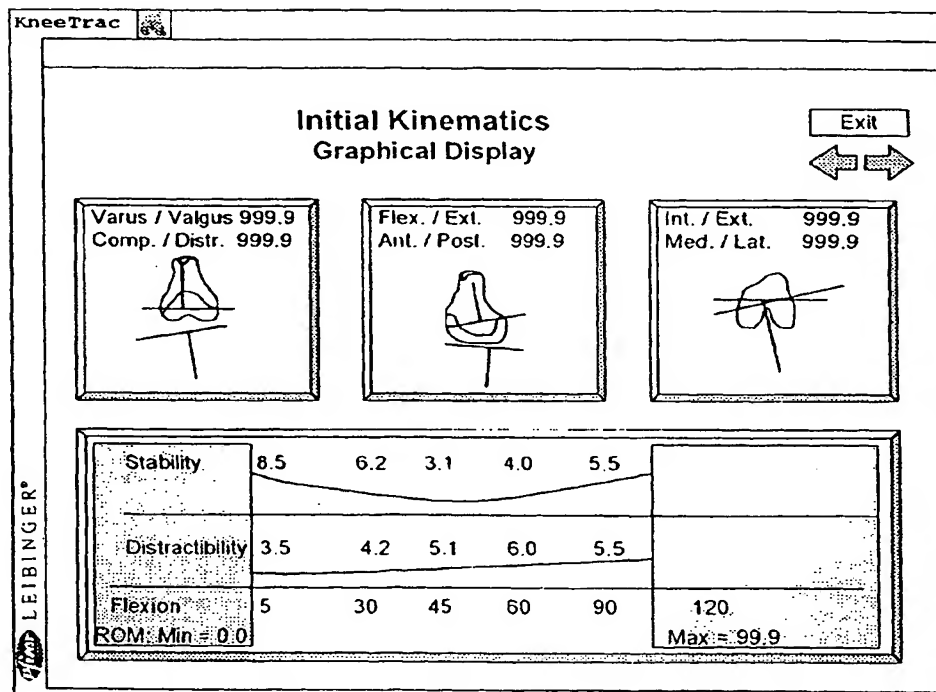 KneeTrac
Initial Kinematics
Graphical Display
Exit
Varus / Valgus 999.9
Comp. / Distr. 999.9
Flex. / Ext. 999.9
Ant. / Post. 999.9
Int. / Ext. 999.9
Med. / Lat. 999.9
Stability 8.5 6.2 3.1 4.0 5.5
Distractibility 3.5 4.2 5.1 6.0 5.5
Flexion 5 30 45 60 90 120
ROM: Min = 0.0 Max = 99.9
LEIBINGER®